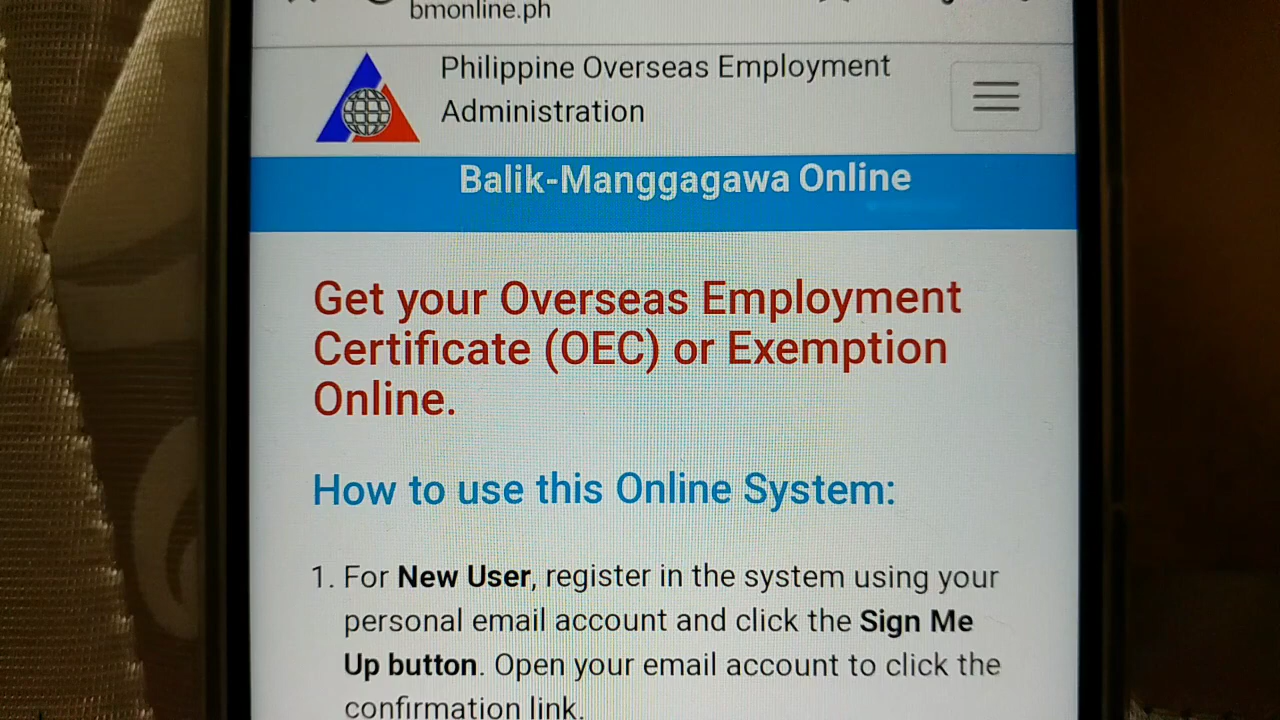 bmonline.ph
Philippine Overseas Employment
Administration
Balik-Manggagawa Online
Get your Overseas Employment
Certificate (OEC) or Exemption
Online.
How to use this Online System:
1. For New User, register in the system using your
personal email account and click the Sign Me
Up button. Open your email account to click the
confirmation link.